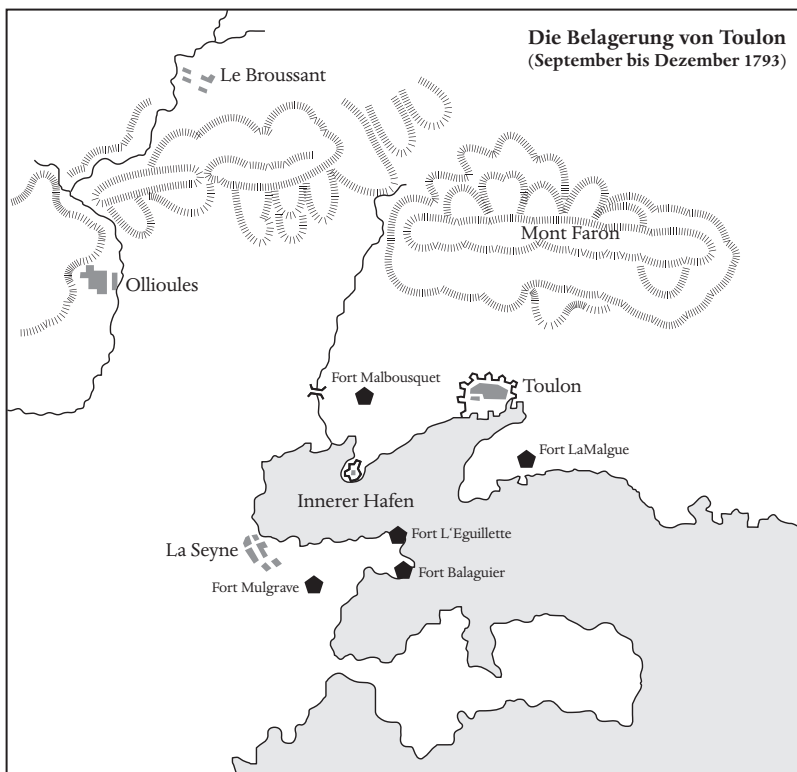 Die Belagerung von Toulon
(September bis Dezember 1793)
Le Broussant
Mont Faron
Ollioules
Fort Malbousquet
Toulon
Fort LaMalgue
Innerer Hafen
Fort L‘Eguillette
La Seyne
Fort Balaguier
Fort Mulgrave